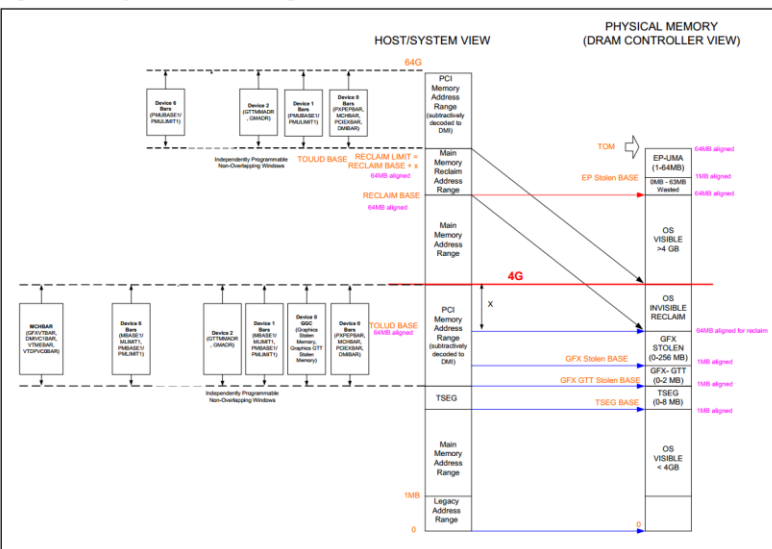 PHYSICAL MEMORY
HOST/SYSTEM VIEW
(DRAM CONTROLLER VIEW)
64G
PCI
Memory
Address
Range
(subtractively
decoded to
DMI)
Device 6
Bars
(PMUBASE1/
PMULIMIT1)
Device 2
(GTTMMADR
, GMADR)
Device 1
Bars
(PMUBASE1/
PMULIMIT1)
Device 0
Bars
(PXPEPBAR,
MCHBAR,
PCIEXBAR,
DMIBAR)
Independently Programmable
Non-Overlapping Windows
TOUUD BASE
RECLAIM LIMIT =
RECLAIM BASE + x
64MB aligned
RECLAIM BASE
64MB aligned
Main
Memory
Reclaim
Address
Range
Main
Memory
Address
Range
TOM
64MB aligned
EP-UMA
(1-64MB)
EP Stolen BASE
1MB aligned
0MB - 63MB
Wasted
64MB aligned
OS
VISIBLE
>4 GB
4G
X
OS
INVISIBLE
RECLAIM
64MB aligned for reclaim
GFX
STOLEN
(0-256 MB)
GFX Stolen BASE
1MB aligned
GFX- GTT
(0-2 MB)
GFX GTT Stolen BASE
1MB aligned
TSEG
(0-8 MB)
TSEG BASE
1MB aligned
OS
VISIBLE
< 4GB
0
MCHBAR
(GFXVTBAR,
DMIVC1BAR,
VTMEBAR,
VTDPVC0BAR)
Device 6
Bars
(MBASE1/
MLIMIT1,
PMBASE1/
PMLIMIT1)
Device 2
(GTTMMADR
, GMADR)
Device 1
Bars
(MBASE1/
MLIMIT1,
PMBASE1/
PMLIMIT1)
Device 0
GGC
(Graphics
Stolen
Memory,
Graphics GTT
Stolen
Memory)
Device 0
Bars
(PXPEPBAR,
MCHBAR,
PCIEXBAR,
DMIBAR)
TOLUD BASE
64MB aligned
PCI
Memory
Address
Range
(subtractively
decoded to
DMI)
Independently Programmable
Non-Overlapping Windows
TSEG
Main
Memory
Address
Range
1MB
Legacy
Address
Range
0